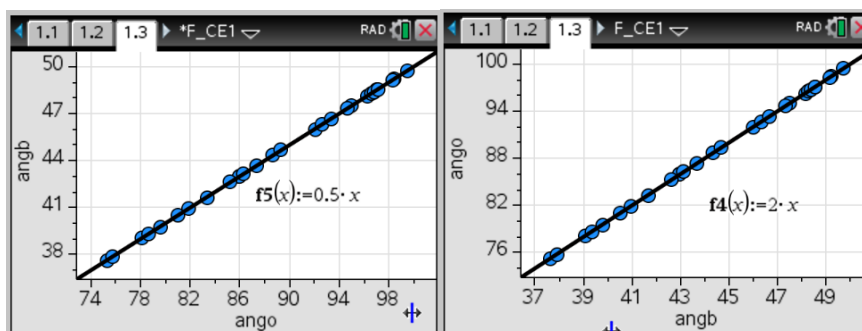 1.1 1.2 1.3 *F_CE1 RAD
50
47
44
41
38
angb
f5(x):=0.5·x
74 78 82 86 90 94 98
ango
1.1 1.2 1.3 F_CE1 RAD
100
94
88
82
76
ango
f4(x):=2·x
37 39 41 43 45 47 49
angb